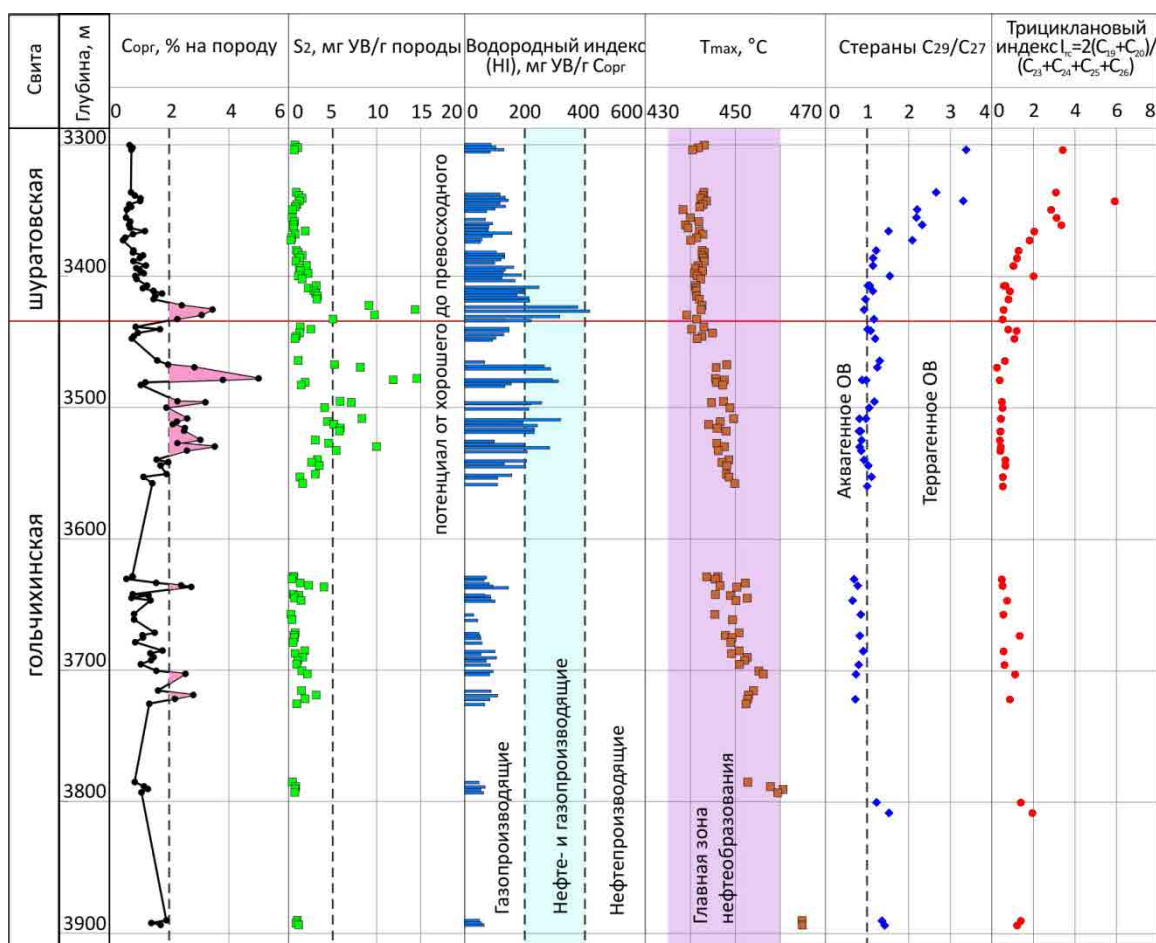 Свита
Глубина, м
Cорг, % на породу
S2, мг УВ/г породы
Водородный индекс
(HI), мг УВ/г Cорг
Tmax, °C
Стераны C29/C27
Трициклановый
индекс Iтс=2(C19+C20)/
(C23+C24+C25+C26)
0 2 4 6
0 5 10 15 20
0 200 400 600
430 450 470
0 1 2 3 4
0 2 4 6 8
3300
3400
3500
3600
3700
3800
3900
шуратовская
гольчихинская
потенциал от хорошего до превосходного
Газопроизводящие
Нефте- и газопроизводящие
Нефтепроизводящие
Главная зона
нефтеобразования
Аквагенное ОВ
Террагенное ОВ